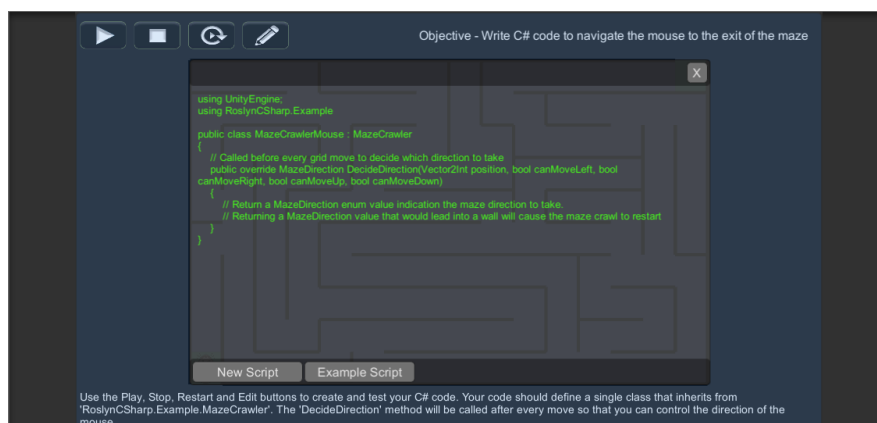 Objective - Write C# code to navigate the mouse to the exit of the maze
X
using UnityEngine;
using RoslynCSharp.Example
public class MazeCrawlerMouse : MazeCrawler
{
// Called before every grid move to decide which direction to take
public override MazeDirection DecideDirection(Vector2Int position, bool canMoveLeft, bool
canMoveRight, bool canMoveUp, bool canMoveDown)
{
// Return a MazeDirection enum value indication the maze direction to take.
// Returning a MazeDirection value that would lead into a wall will cause the maze crawl to restart
}
}
New Script Example Script
Use the Play, Stop, Restart and Edit buttons to create and test your C# code. Your code should define a single class that inherits from
'RoslynCSharp.Example.MazeCrawler'. The 'DecideDirection' method will be called after every move so that you can control the direction of the
mouse